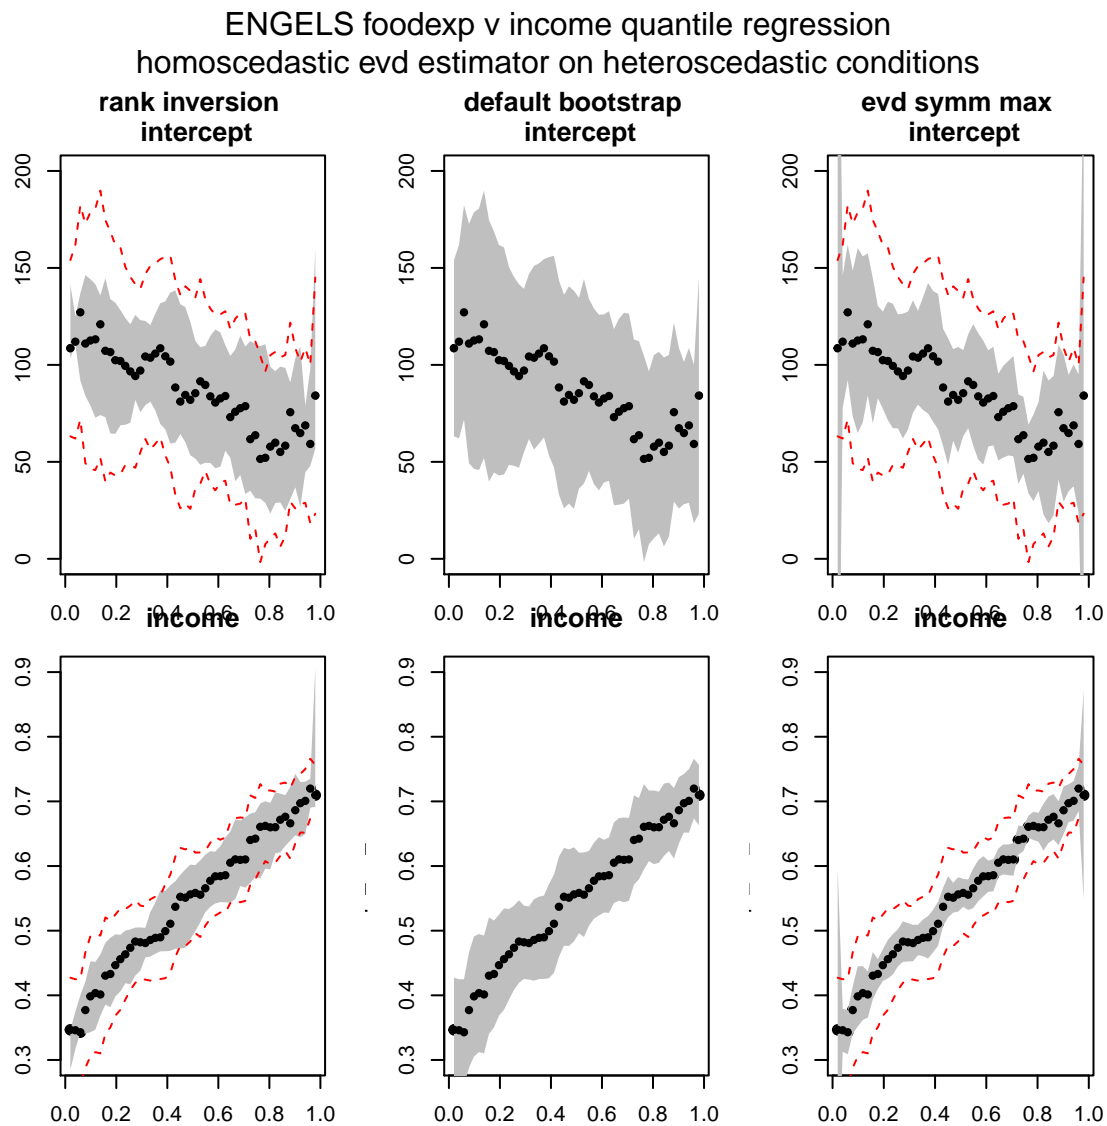 ENGELS foodexp v income quantile regression
homoscedastic evd estimator on heteroscedastic conditions
rank inversion
intercept
default bootstrap
intercept
evd symm max
intercept
200
150
100
50
0
200
150
100
50
0
200
150
100
50
0
0.0 0.2 0.4 0.6 0.8 1.0
0.0 0.2 0.4 0.6 0.8 1.0
0.0 0.2 0.4 0.6 0.8 1.0
income
income
income
0.9
0.8
0.7
0.6
0.5
0.4
0.3
0.9
0.8
0.7
0.6
0.5
0.4
0.3
0.9
0.8
0.7
0.6
0.5
0.4
0.3
0.0 0.2 0.4 0.6 0.8 1.0
0.0 0.2 0.4 0.6 0.8 1.0
0.0 0.2 0.4 0.6 0.8 1.0